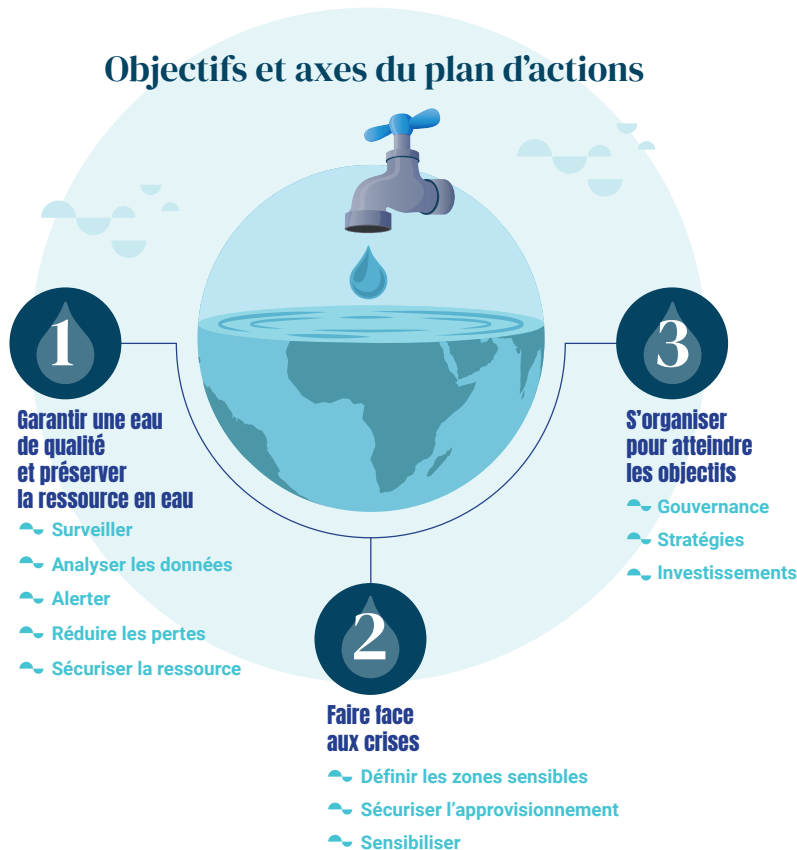 Objectifs et axes du plan d’actions
1
Garantir une eau
de qualité
et préserver
la ressource en eau
Surveiller
Analyser les données
Alerter
Réduire les pertes
Sécuriser la ressource
2
Faire face
aux crises
Définir les zones sensibles
Sécuriser l’approvisionnement
Sensibiliser
3
S’organiser
pour atteindre
les objectifs
Gouvernance
Stratégies
Investissements